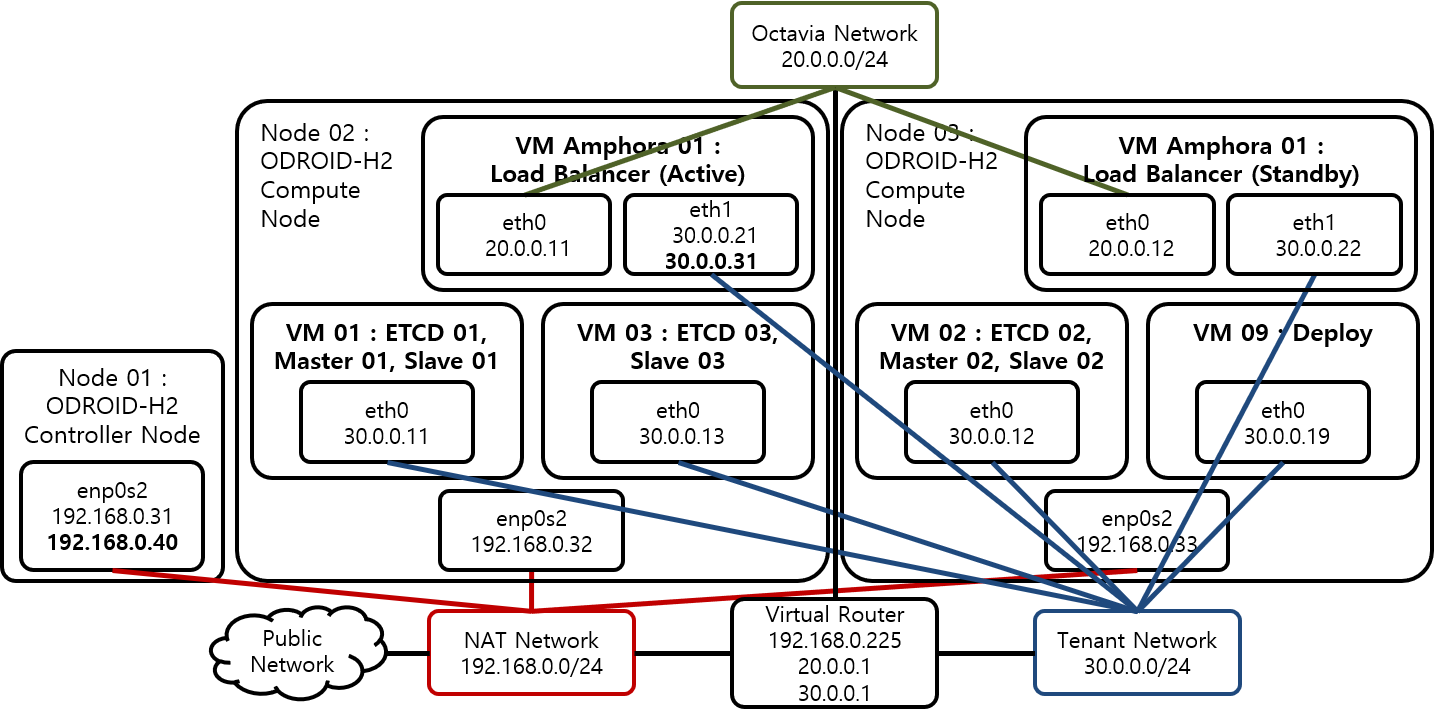 Octavia Network
20.0.0.0/24
Node 02 :
ODROID-H2
Compute
Node
VM Amphora 01 :
Load Balancer (Active)
eth0
20.0.0.11
eth1
30.0.0.21
30.0.0.31
Node 03 :
ODROID-H2
Compute
Node
VM Amphora 01 :
Load Balancer (Standby)
eth0
20.0.0.12
eth1
30.0.0.22
VM 01 : ETCD 01,
Master 01, Slave 01
eth0
30.0.0.11
VM 03 : ETCD 03,
Slave 03
eth0
30.0.0.13
VM 02 : ETCD 02,
Master 02, Slave 02
eth0
30.0.0.12
VM 09 : Deploy
eth0
30.0.0.19
Node 01 :
ODROID-H2
Controller Node
enp0s2
192.168.0.31
192.168.0.40
enp0s2
192.168.0.32
enp0s2
192.168.0.33
Public
Network
NAT Network
192.168.0.0/24
Virtual Router
192.168.0.225
20.0.0.1
30.0.0.1
Tenant Network
30.0.0.0/24